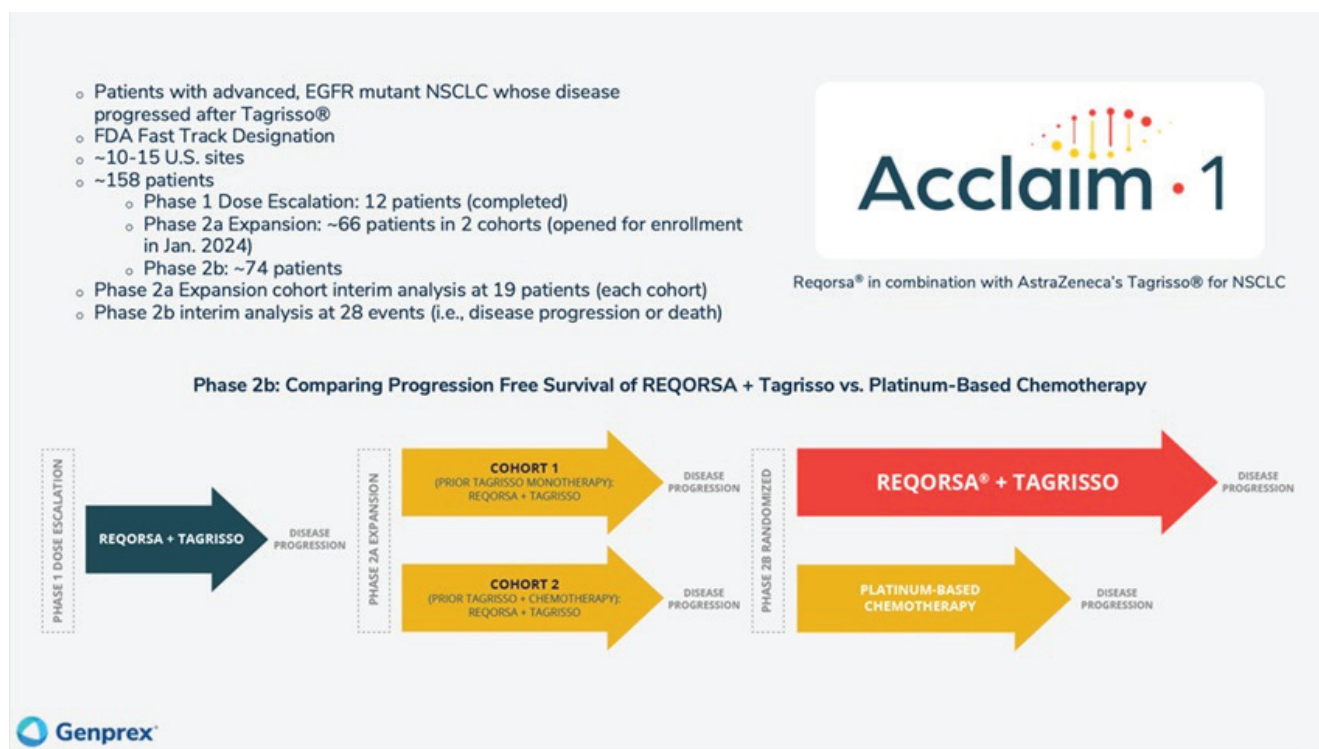 Patients with advanced, EGFR mutant NSCLC whose disease
progressed after Tagrisso®
FDA Fast Track Designation
~10-15 U.S. sites
~158 patients
Phase 1 Dose Escalation: 12 patients (completed)
Phase 2a Expansion: ~66 patients in 2 cohorts (opened for enrollment
in Jan. 2024)
Phase 2b: ~74 patients
Phase 2a Expansion cohort interim analysis at 19 patients (each cohort)
Phase 2b interim analysis at 28 events (i.e., disease progression or death)
Acclaim · 1
Reqorsa® in combination with AstraZeneca's Tagrisso® for NSCLC
Phase 2b: Comparing Progression Free Survival of REQORSA + Tagrisso vs. Platinum-Based Chemotherapy
PHASE 1 DOSE ESCALATION
REQORSA + TAGRISSO
DISEASE
PROGRESSION
PHASE 2A EXPANSION
COHORT 1
(PRIOR TAGRISSO MONOTHERAPY):
REQORSA + TAGRISSO
DISEASE
PROGRESSION
COHORT 2
(PRIOR TAGRISSO + CHEMOTHERAPY):
REQORSA + TAGRISSO
DISEASE
PROGRESSION
PHASE 2B RANDOMIZED
REQORSA® + TAGRISSO
DISEASE
PROGRESSION
PLATINUM-BASED
CHEMOTHERAPY
DISEASE
PROGRESSION
Genprex